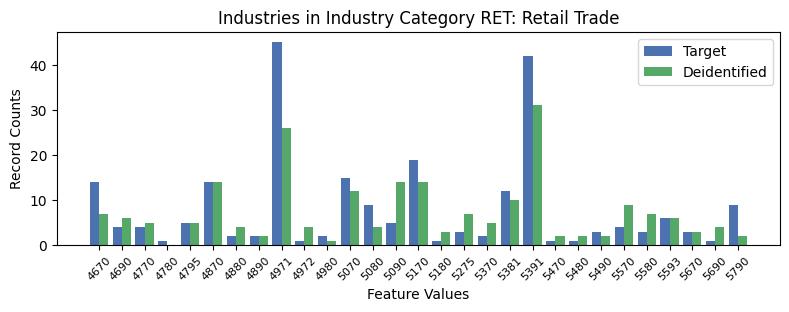 Industries in Industry Category RET: Retail Trade
Target
Deidentified
Record Counts
40
30
20
10
0
4670 4690 4770 4780 4795 4870 4880 4890 4971 4972 4980 5070 5080 5090 5170 5180 5275 5370 5381 5391 5470 5480 5490 5570 5580 5593 5670 5690 5790
Feature Values